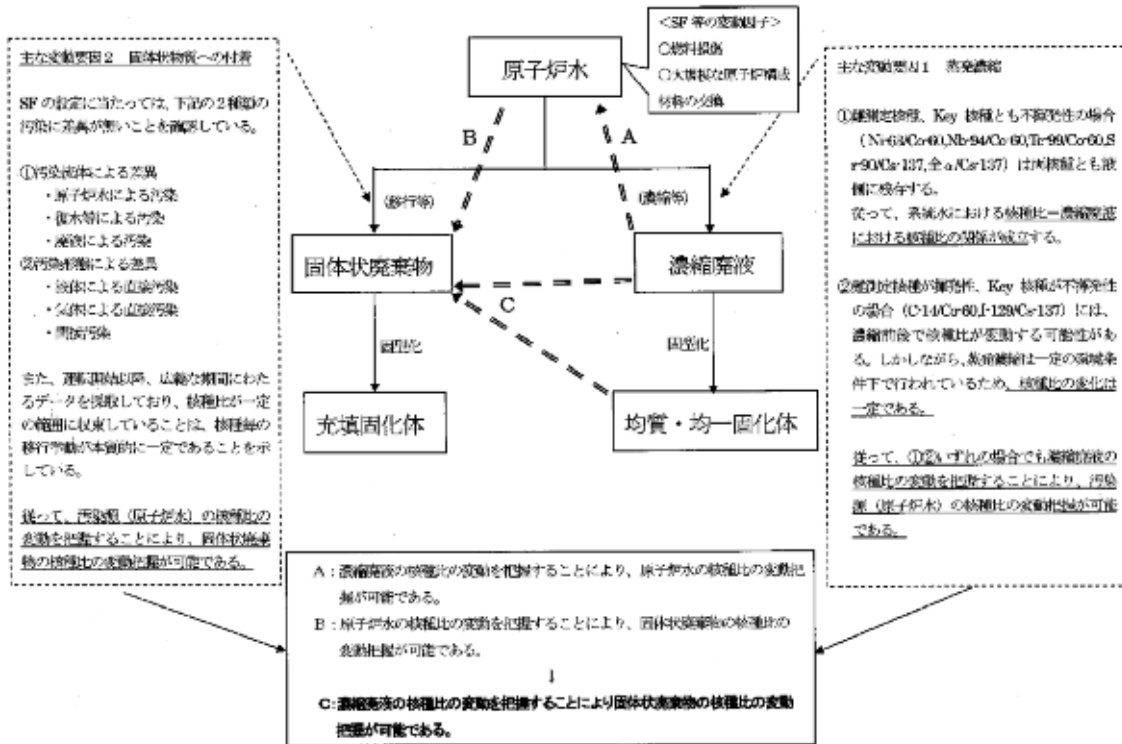 ＜SF 等の変動因子＞
○燃料損傷
○大規模な原子炉構成
材料の交換
原子炉水
B
A
(移行等)
(濃縮等)
固体状廃棄物
濃縮廃液
C
固型化
固型化
充填固化体
均質・均一固化体
主な変動要因２　固体状物質への付着
SF の設定に当たっては、下記の２種類の
汚染に差異が無いことを確認している。
①汚染流体による差異
・原子炉水による汚染
・復水等による汚染
・廃液による汚染
②汚染形態による差異
・液体による直接汚染
・気体による直接汚染
・間接汚染
また、運転開始以降、広範な期間にわた
るデータを採取しており、核種比が一定
の範囲に収束していることは、核種毎の
移行挙動が本質的に一定であることを示
している。
従って、汚染源（原子炉水）の核種比の
変動を把握することにより、固体状廃棄
物の核種比の変動把握が可能である。
主な変動要因１　蒸発濃縮
①難測定核種、Key 核種とも不揮発性の場合
（Ni-63/Co-60,Nb-94/Co-60,Tc-99/Co-60,S
r-90/Cs-137,全α/Cs-137）は両核種とも液
側に残存する。
従って、系統水における核種比＝濃縮廃液
における核種比の関係が成立する。
②難測定核種が揮発性、Key 核種が不揮発性
の場合（C-14/Co-60,I-129/Cs-137）には、
濃縮前後で核種比が変動する可能性があ
る。しかしながら、蒸発濃縮は一定の環境条
件下で行われているため、核種比の変化は
一定である。
従って、①②いずれの場合でも濃縮廃液の
核種比の変動を把握することにより、汚染
源（原子炉水）の核種比の変動把握が可能
である。
A：濃縮廃液の核種比の変動を把握することにより、原子炉水の核種比の変動把
握が可能である。
B：原子炉水の核種比の変動を把握することにより、固体状廃棄物の核種比の
変動把握が可能である。
↓
C：濃縮廃液の核種比の変動を把握することにより固体状廃棄物の核種比の変動
把握が可能である。